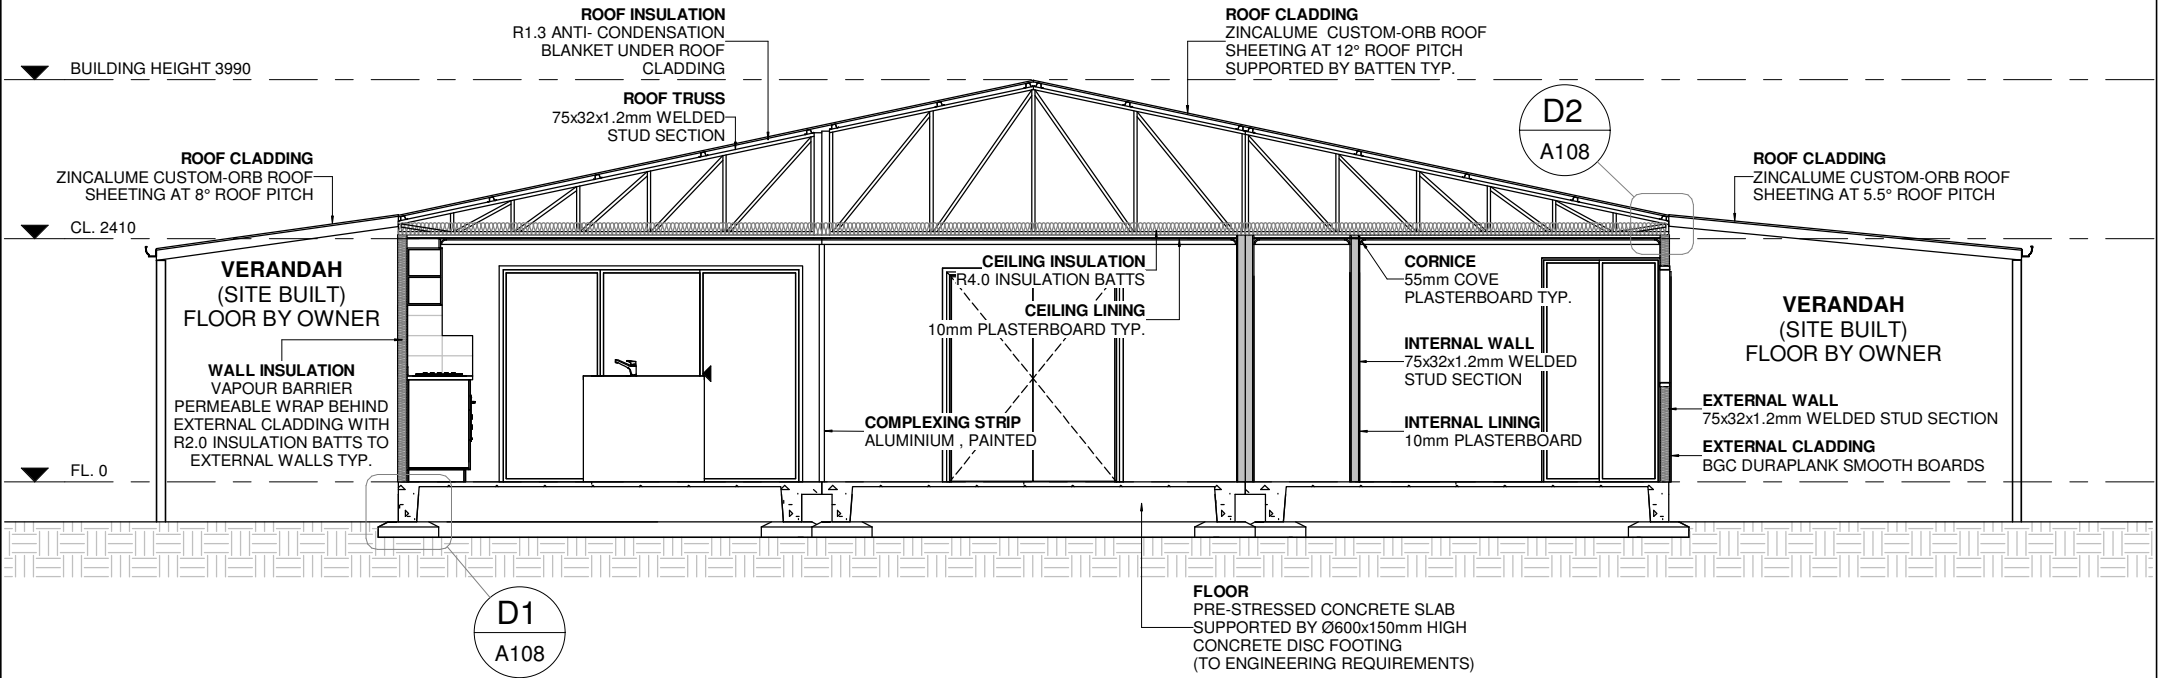 ROOF INSULATION
R1.3 ANTI- CONDENSATION
BLANKET UNDER ROOF
CLADDING
ROOF CLADDING
ZINCALUME CUSTOM-ORB ROOF
SHEETING AT 12° ROOF PITCH
SUPPORTED BY BATTEN TYP.
BUILDING HEIGHT 3990
ROOF TRUSS
75x32x1.2mm WELDED
STUD SECTION
D2
A108
ROOF CLADDING
ZINCALUME CUSTOM-ORB ROOF
SHEETING AT 8° ROOF PITCH
ROOF CLADDING
ZINCALUME CUSTOM-ORB ROOF
SHEETING AT 5.5° ROOF PITCH
CL. 2410
VERANDAH
(SITE BUILT)
FLOOR BY OWNER
CEILING INSULATION
R4.0 INSULATION BATTS
CEILING LINING
10mm PLASTERBOARD TYP.
CORNICE
55mm COVE
PLASTERBOARD TYP.
VERANDAH
(SITE BUILT)
FLOOR BY OWNER
INTERNAL WALL
75x32x1.2mm WELDED
STUD SECTION
WALL INSULATION
VAPOUR BARRIER
PERMEABLE WRAP BEHIND
EXTERNAL CLADDING WITH
R2.0 INSULATION BATTS TO
EXTERNAL WALLS TYP.
COMPLEXING STRIP
ALUMINIUM , PAINTED
INTERNAL LINING
10mm PLASTERBOARD
EXTERNAL WALL
75x32x1.2mm WELDED STUD SECTION
EXTERNAL CLADDING
BGC DURAPLANK SMOOTH BOARDS
FL. 0
D1
A108
FLOOR
PRE-STRESSED CONCRETE SLAB
SUPPORTED BY Ø600x150mm HIGH
CONCRETE DISC FOOTING
(TO ENGINEERING REQUIREMENTS)